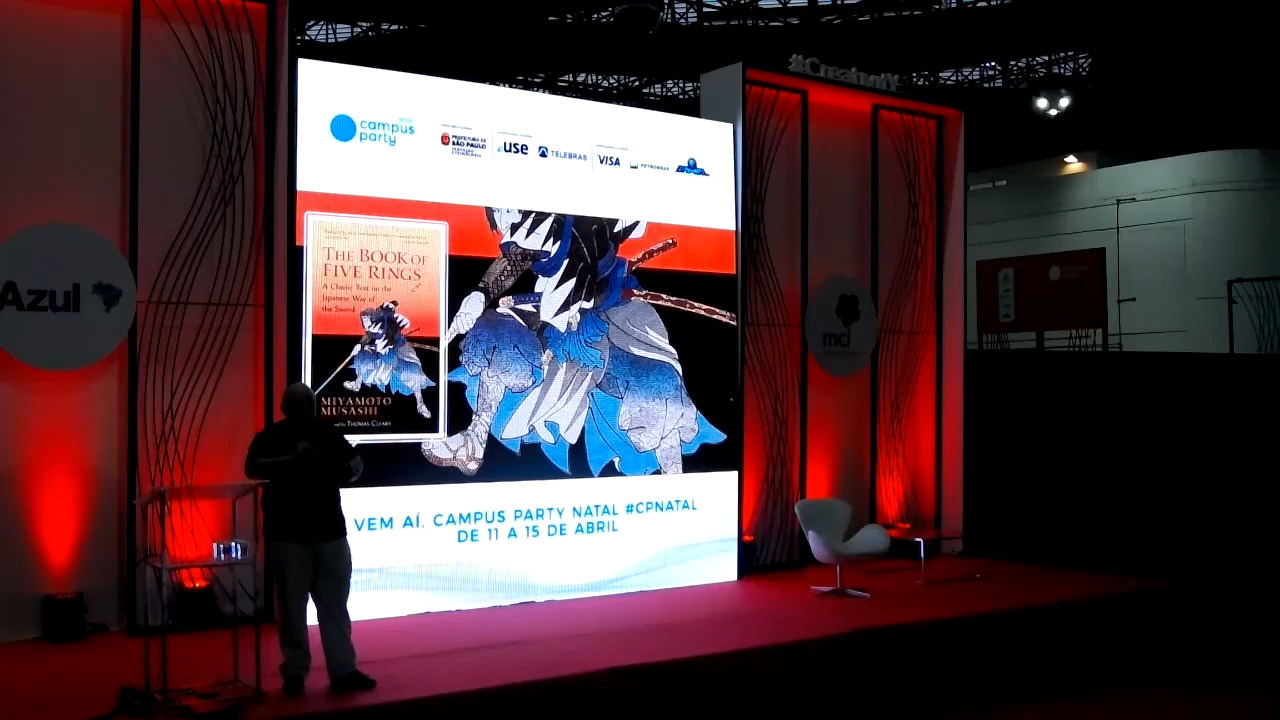 #Creativity
campus
party
PREFEITURA DE
SÃO PAULO
use
TELEBRAS
VISA
PETROBRAS
Azul
mci
THE BOOK OF
FIVE RINGS
A Classic Text on the
Japanese Way of
the Sword
MIYAMOTO
MUSASHI
THOMAS CLEARY
VEM AÍ. CAMPUS PARTY NATAL #CPNATAL
DE 11 A 15 DE ABRIL